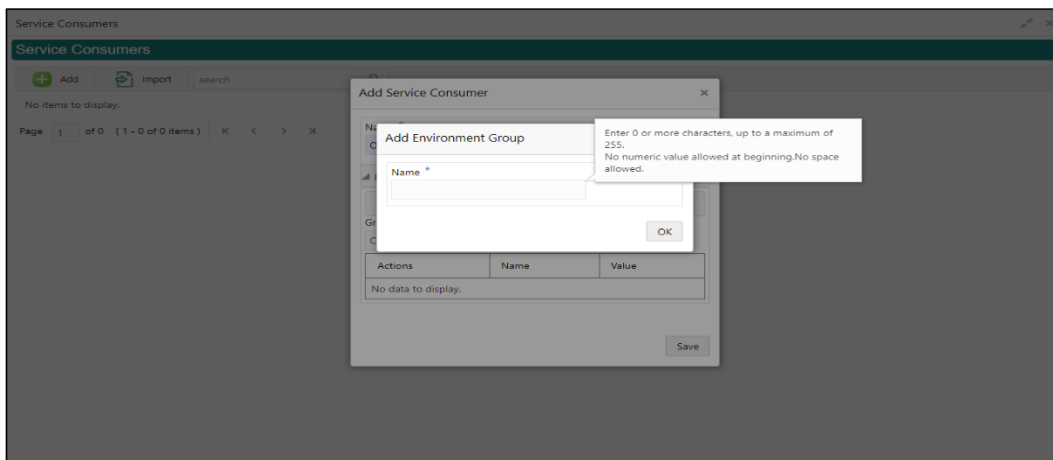 Service Consumers
Service Consumers
Add Import search
No items to display.
Page 1 of 0 ( 1 - 0 of 0 items ) K < > >|
Add Service Consumer ×
Add Environment Group
Enter 0 or more characters, up to a maximum of
255.
No numeric value allowed at beginning.No space
allowed.
Name *
OK
Actions Name Value
No data to display.
Save